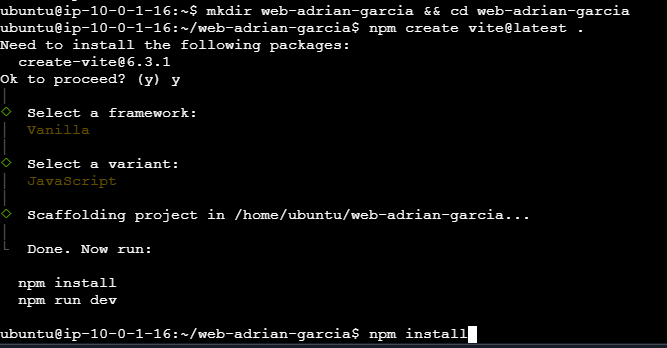 ubuntu@ip-10-0-1-16:~$ mkdir web-adrian-garcia && cd web-adrian-garcia
ubuntu@ip-10-0-1-16:~/web-adrian-garcia$ npm create vite@latest .
Need to install the following packages:
  create-vite@6.3.1
Ok to proceed? (y) y
│
◇  Select a framework:
│  Vanilla
│
◇  Select a variant:
│  JavaScript
│
◇  Scaffolding project in /home/ubuntu/web-adrian-garcia...
│
└  Done. Now run:
  npm install
  npm run dev
ubuntu@ip-10-0-1-16:~/web-adrian-garcia$ npm install